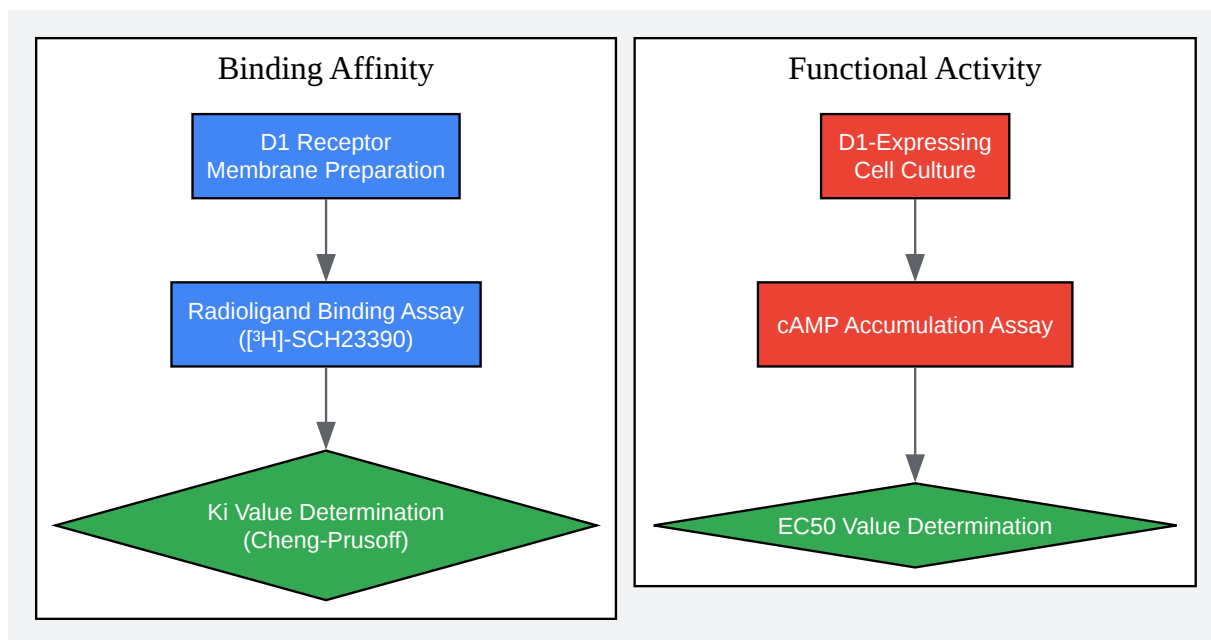 Binding Affinity
D1 Receptor
Membrane Preparation
Radioligand Binding Assay
([³H]-SCH23390)
Ki Value Determination
(Cheng-Prusoff)
Functional Activity
D1-Expressing
Cell Culture
cAMP Accumulation Assay
EC50 Value Determination